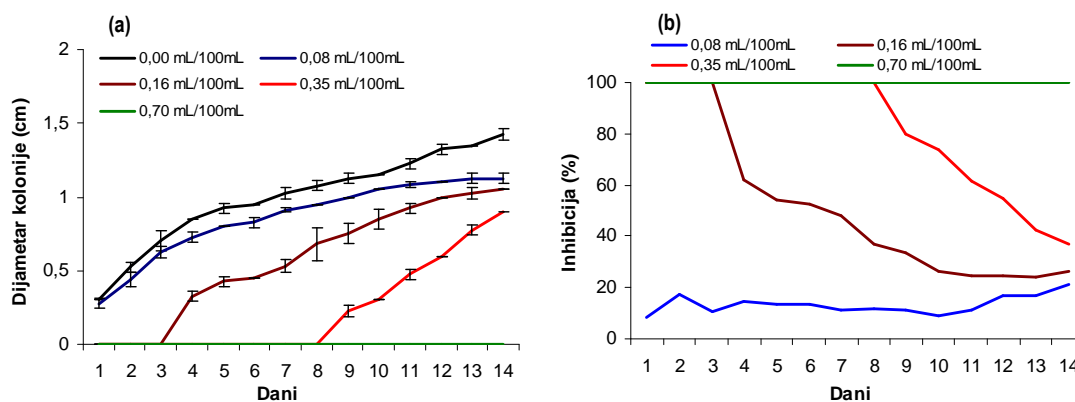 (a)
0,00 mL/100mL 0,08 mL/100mL
0,16 mL/100mL 0,35 mL/100mL
0,70 mL/100mL
Dijametar kolonije (cm)
2
1,5
1
0,5
0
1 2 3 4 5 6 7 8 9 10 11 12 13 14
Dani
(b)
0,08 mL/100mL 0,16 mL/100mL
0,35 mL/100mL 0,70 mL/100mL
Inhibicija (%)
100
80
60
40
20
0
1 2 3 4 5 6 7 8 9 10 11 12 13 14
Dani